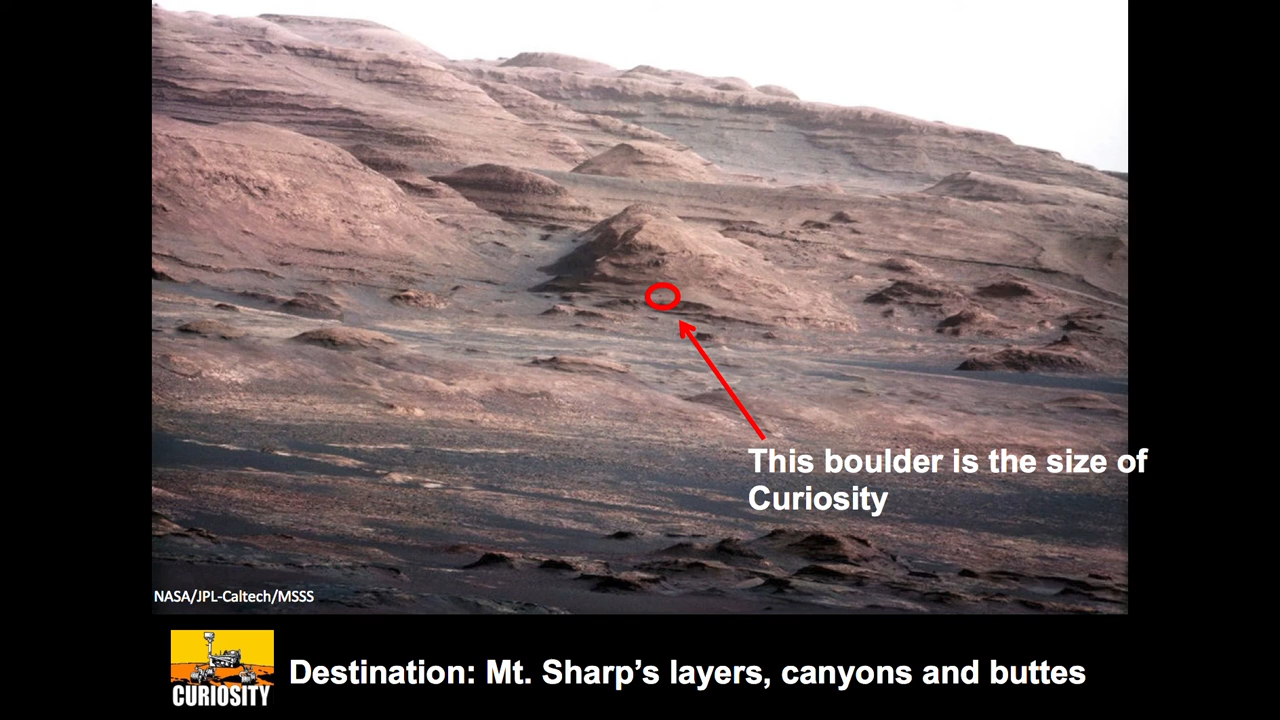 This boulder is the size of
Curiosity
NASA/JPL-Caltech/MSSS
CURIOSITY
Destination: Mt. Sharp’s layers, canyons and buttes